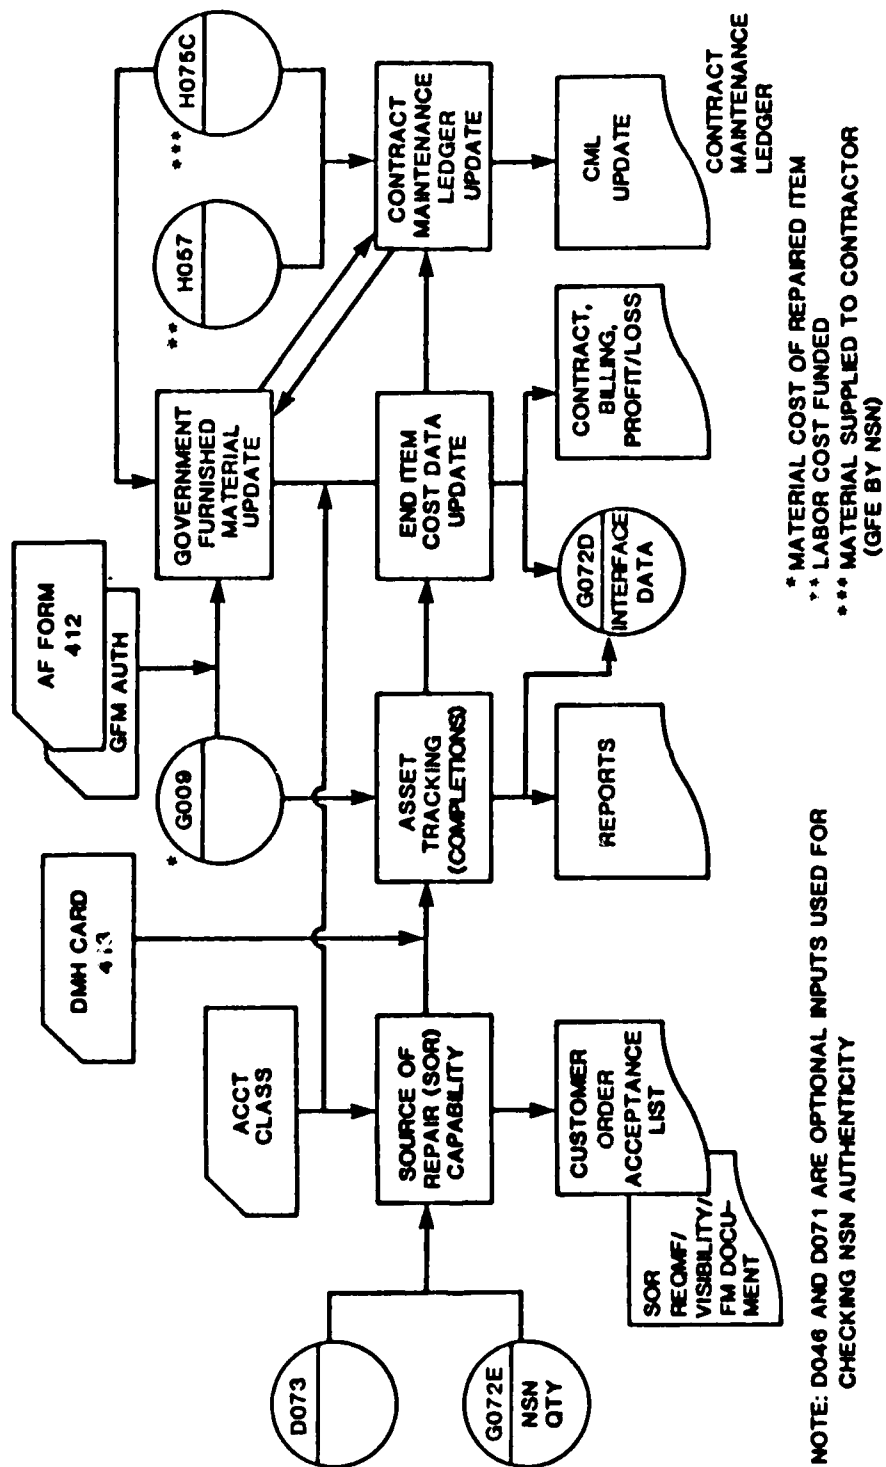 AF FORM
412
GFM AUTH
DMH CARD
ACCT
CLASS
*
G009
**
H057
***
H075C
D073
G072E
NSN
QTY
SOURCE OF
REPAIR (SOR)
CAPABILITY
ASSET
TRACKING
(COMPLETIONS)
GOVERNMENT
FURNISHED
MATERIAL
UPDATE
END ITEM
COST DATA
UPDATE
CONTRACT
MAINTENANCE
LEDGER
UPDATE
CUSTOMER
ORDER
ACCEPTANCE
LIST
SOR
REQMF/
VISIBILITY/
FM DOCU-
MENT
REPORTS
G072D
INTERFACE
DATA
CONTRACT,
BILLING,
PROFIT/LOSS
CML
UPDATE
CONTRACT
MAINTENANCE
LEDGER
* MATERIAL COST OF REPAIRED ITEM
** LABOR COST FUNDED
*** MATERIAL SUPPLIED TO CONTRACTOR
(GFE BY NSN)
NOTE: D046 AND D071 ARE OPTIONAL INPUTS USED FOR
CHECKING NSN AUTHENTICITY